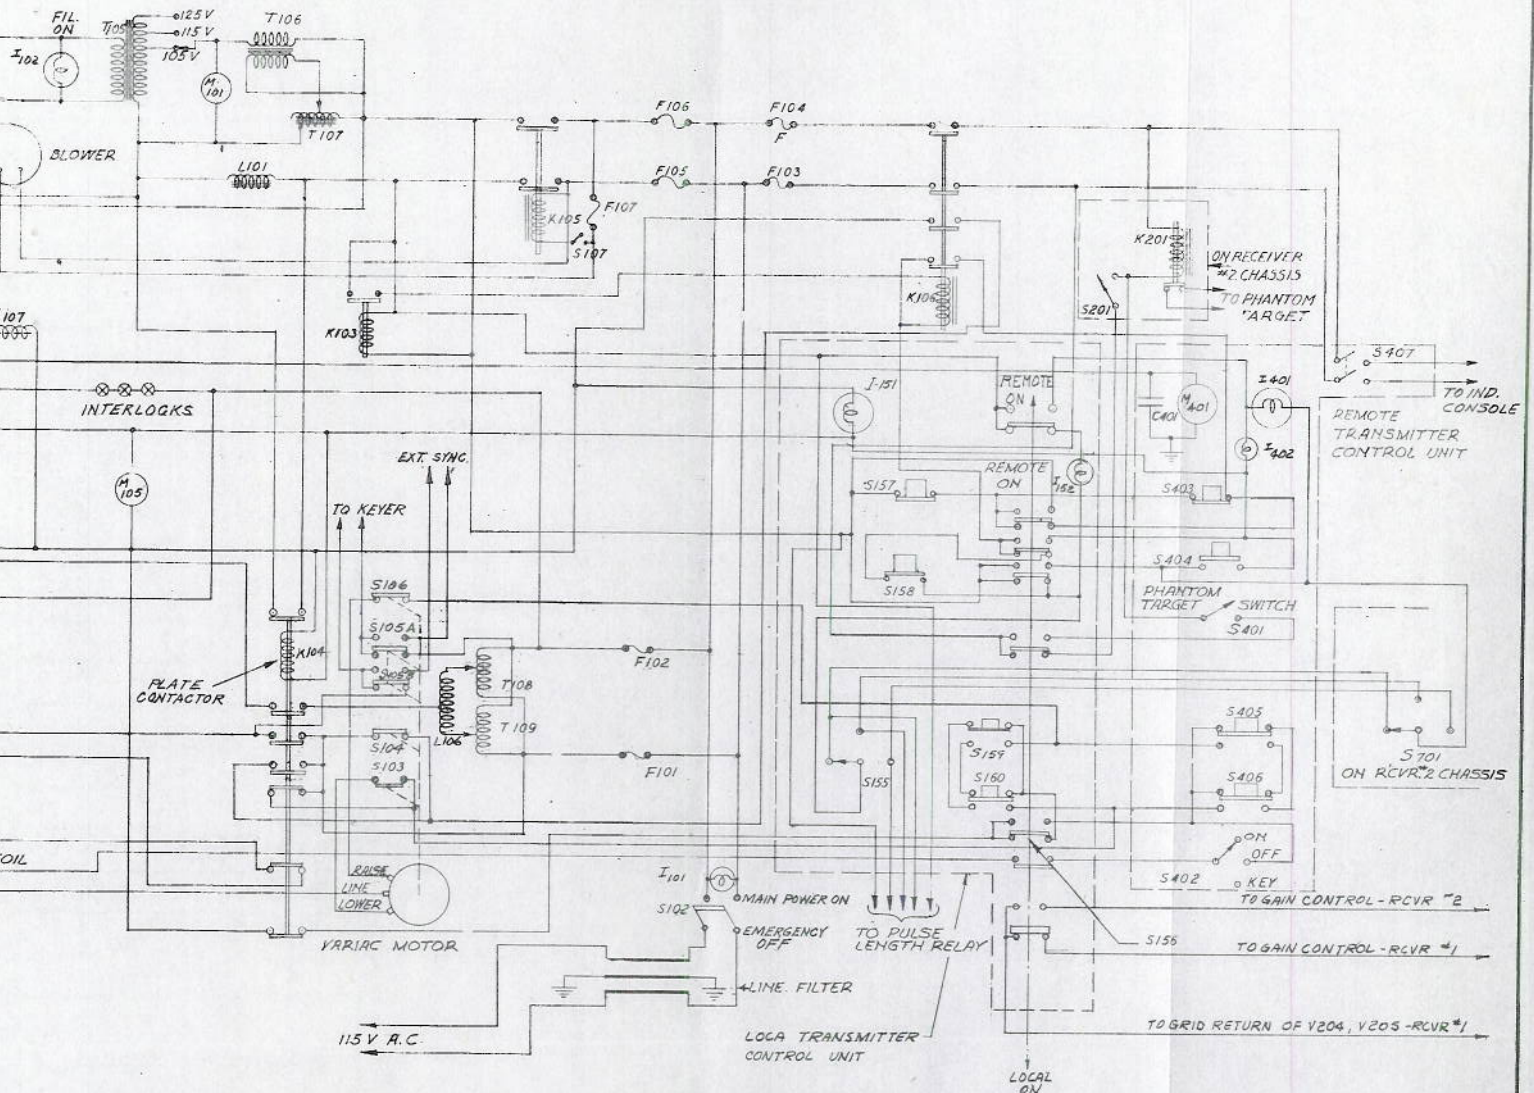 FIL.
ON
I102
T105
125V
115V
105V
T106
M
101
T107
BLOWER
L101
F106
F104
F
F105
F103
K105
F107
S107
K201
ON RECEIVER
#2 CHASSIS
TO PHANTOM
TARGET
S201
K106
107
K103
S407
TO IND.
CONSOLE
INTERLOCKS
I-151
REMOTE
ON
C401
M
401
I401
I402
REMOTE
TRANSMITTER
CONTROL UNIT
EXT. SYNC.
M
105
TO KEYER
REMOTE
ON
S157
I152
S403
S404
S158
PHANTOM
TARGET
SWITCH
S401
S106
S105A
S105B
K104
PLATE
CONTACTOR
F102
T108
T109
L106
S104
S103
F101
S159
S160
S155
S405
S406
S701
ON RCVR.#2 CHASSIS
ON
OFF
S402
KEY
OIL
RAISE
LINE
LOWER
VARIAC MOTOR
I101
S102
MAIN POWER ON
EMERGENCY
OFF
TO PULSE
LENGTH RELAY
S156
TO GAIN CONTROL - RCVR #2
TO GAIN CONTROL - RCVR #1
LINE FILTER
115 V A.C.
LOCA TRANSMITTER
CONTROL UNIT
TO GRID RETURN OF V204, V205 - RCVR #1
LOCAL
ON